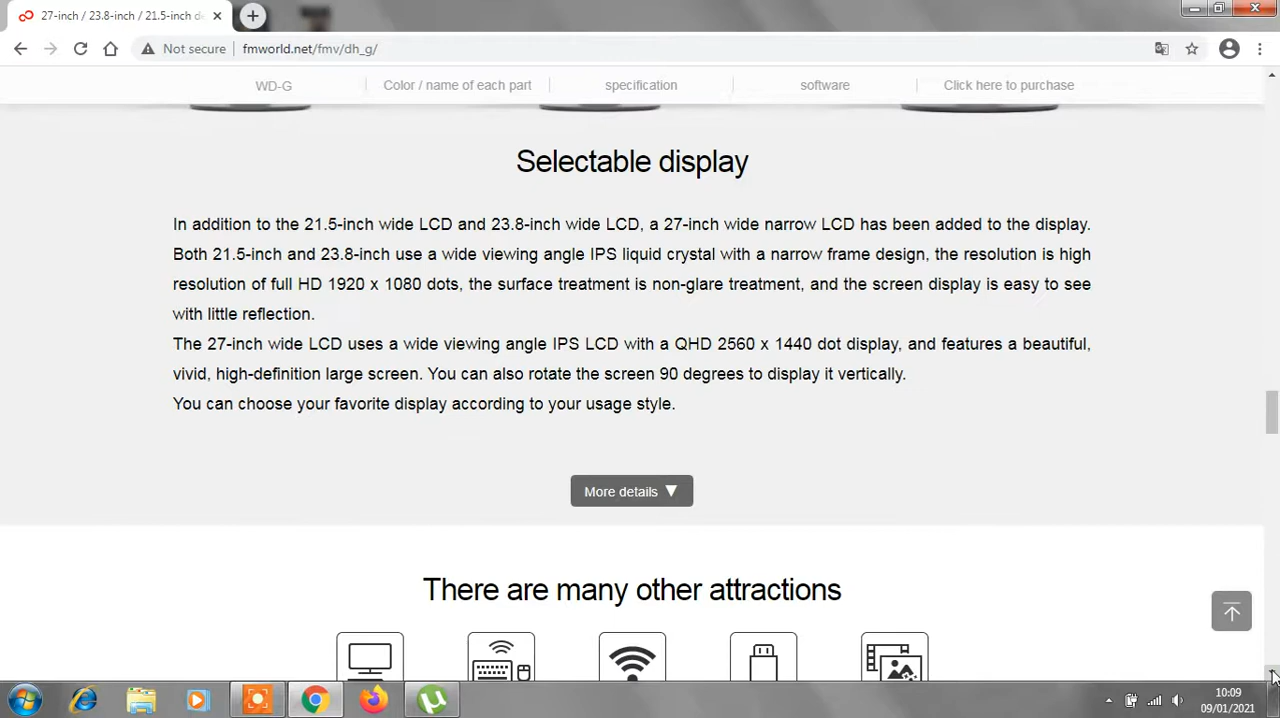 27-inch / 23.8-inch / 21.5-inch de
Not secure
fmworld.net/fmv/dh_g/
WD-G
Color / name of each part
specification
software
Click here to purchase
Selectable display
In addition to the 21.5-inch wide LCD and 23.8-inch wide LCD, a 27-inch wide narrow LCD has been added to the display.
Both 21.5-inch and 23.8-inch use a wide viewing angle IPS liquid crystal with a narrow frame design, the resolution is high
resolution of full HD 1920 x 1080 dots, the surface treatment is non-glare treatment, and the screen display is easy to see
with little reflection.
The 27-inch wide LCD uses a wide viewing angle IPS LCD with a QHD 2560 x 1440 dot display, and features a beautiful,
vivid, high-definition large screen. You can also rotate the screen 90 degrees to display it vertically.
You can choose your favorite display according to your usage style.
More details ▼
There are many other attractions
10:09
09/01/2021